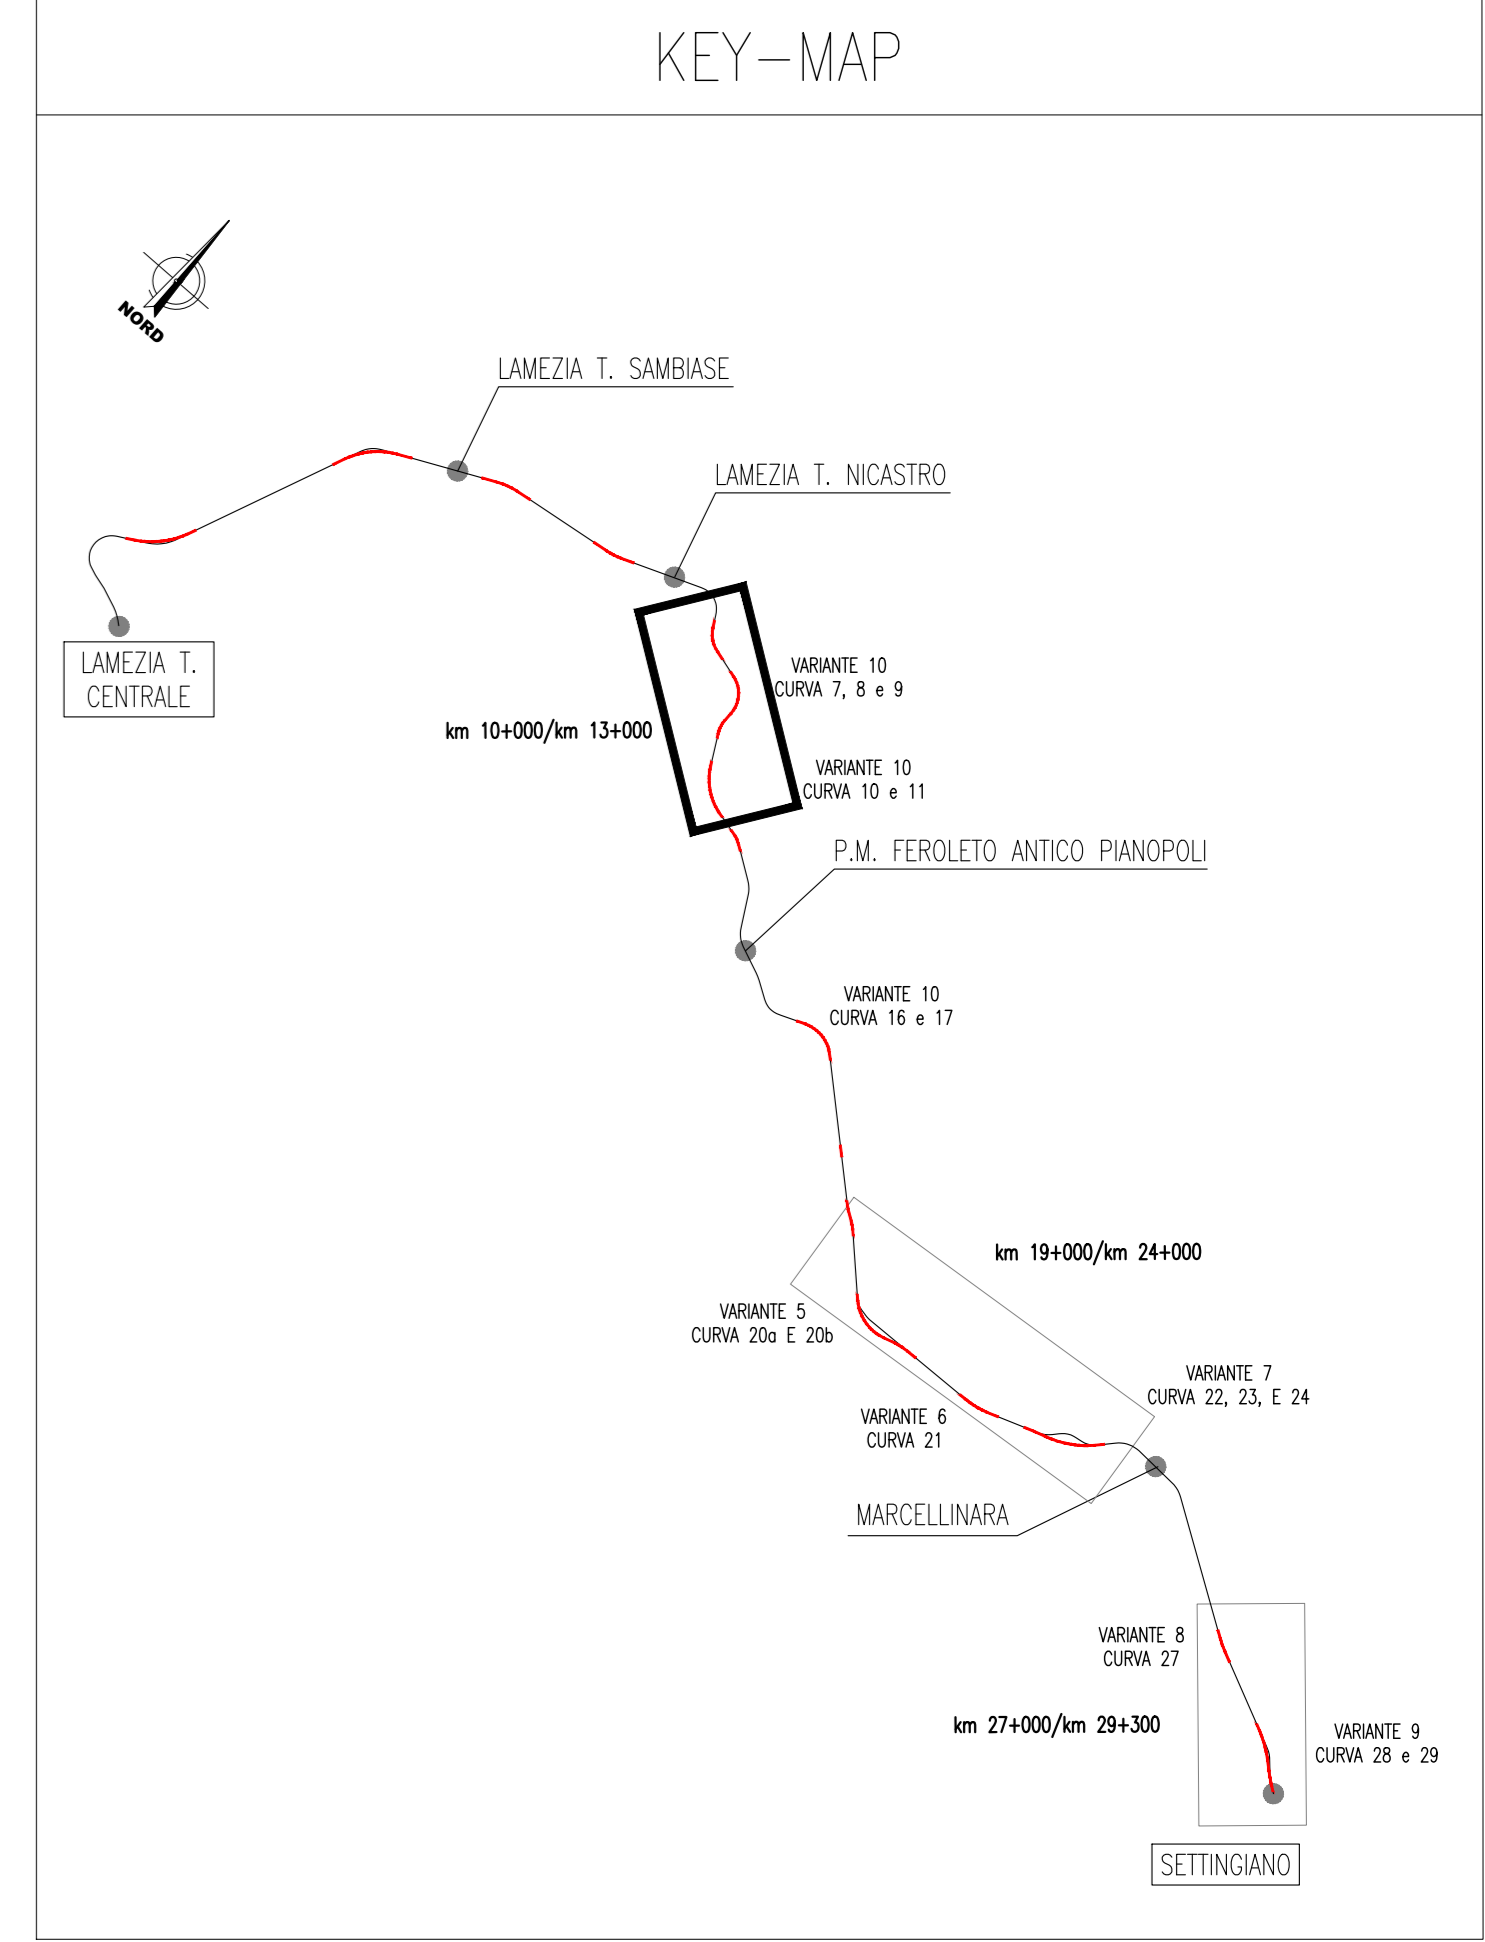 KEY-MAP
NORD
LAMEZIA T. SAMBIASE
LAMEZIA T. NICASTRO
LAMEZIA T.
CENTRALE
VARIANTE 10
CURVA 7, 8 e 9
km 10+000/km 13+000
VARIANTE 10
CURVA 10 e 11
P.M. FEROLETO ANTICO PIANOPOLI
VARIANTE 10
CURVA 16 e 17
km 19+000/km 24+000
VARIANTE 5
CURVA 20a E 20b
VARIANTE 7
CURVA 22, 23, E 24
VARIANTE 6
CURVA 21
MARCELLINARA
VARIANTE 8
CURVA 27
km 27+000/km 29+300
VARIANTE 9
CURVA 28 e 29
SETTINGIANO